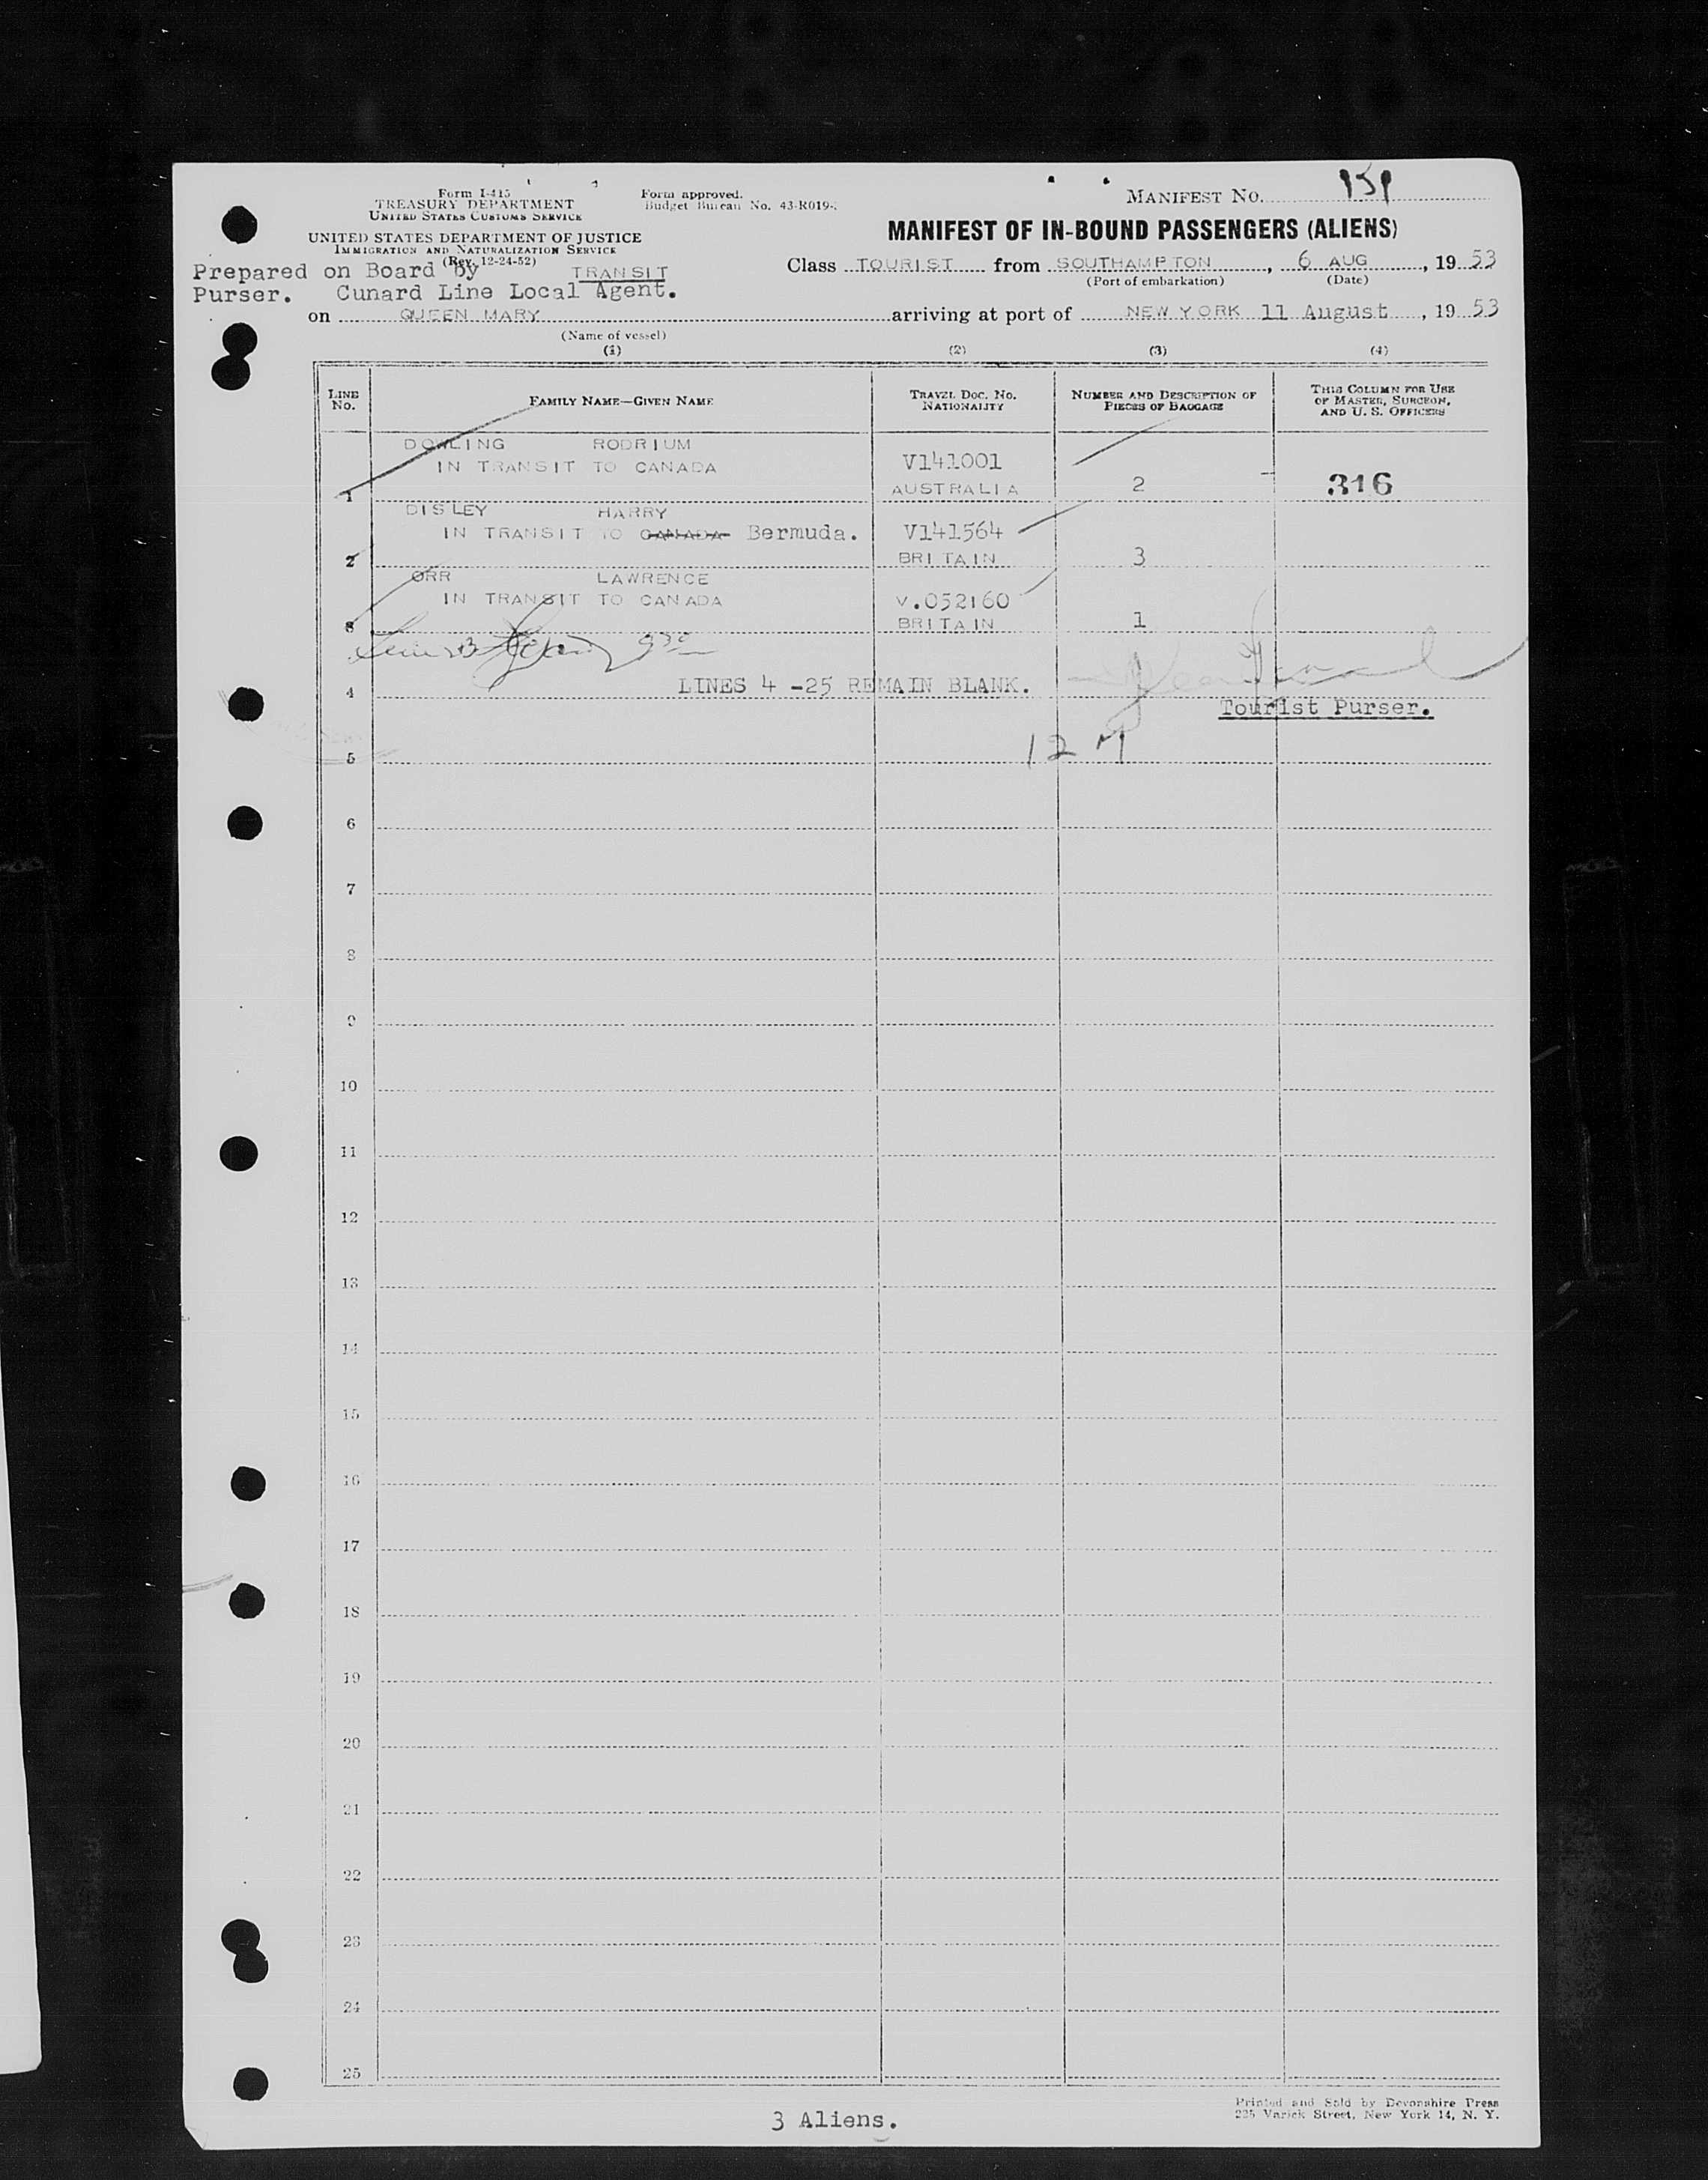 Form I-415
TREASURY DEPARTMENT
UNITED STATES CUSTOMS SERVICE
Form approved.
Budget Bureau No. 43-R019-
MANIFEST NO.
UNITED STATES DEPARTMENT OF JUSTICE
IMMIGRATION AND NATURALIZATION SERVICE
(Rev. 12-24-52)
MANIFEST OF IN-BOUND PASSENGERS (ALIENS)
Prepared on Board by TRANSIT
Purser. Cunard Line Local Agent.
Class TOURIST from SOUTHAMPTON, 6 AUG, 1953
(Port of embarkation) (Date)
on QUEEN MARY arriving at port of NEW YORK 11 August, 1953
(Name of vessel)
(1) (2) (3) (4)
LINE No. FAMILY NAME—GIVEN NAME TRAVEL DOC. NO. NATIONALITY NUMBER AND DESCRIPTION OF PIECES OF BAGGAGE THIS COLUMN FOR USE OF MASTER, SURGEON, AND U. S. OFFICERS
DOWLING RODRIUM
IN TRANSIT TO CANADA V141001
1 AUSTRALIA 2 316
DISLEY HARRY
IN TRANSIT TO CANADA Bermuda. V141564
2 BRITAIN 3
ORR LAWRENCE
IN TRANSIT TO CANADA V.052160
3 BRITAIN 1
4 LINES 4 -25 REMAIN BLANK.
Tourist Purser.
5
6
7
8
9
10
11
12
13
14
15
16
17
18
19
20
21
22
23
24
25
3 Aliens.
Printed and Sold by Devonshire Press
225 Varick Street, New York 14, N. Y.